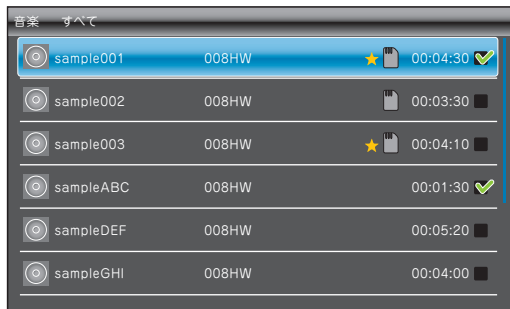 音楽 すべて
sample001 008HW 00:04:30
sample002 008HW 00:03:30
sample003 008HW 00:04:10
sampleABC 008HW 00:01:30
sampleDEF 008HW 00:05:20
sampleGHI 008HW 00:04:00